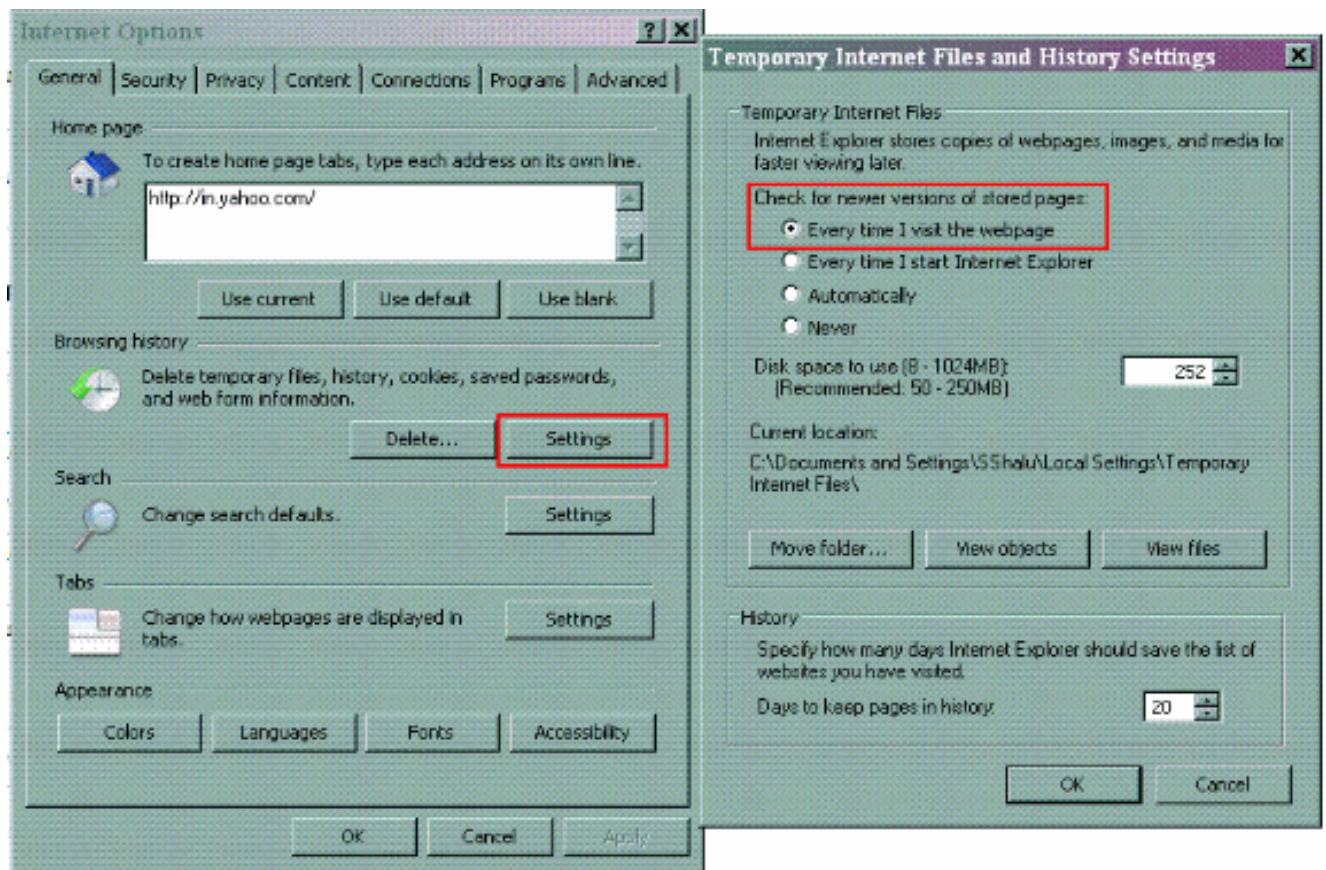 Internet Options
General Security Privacy Content Connections Programs Advanced
Home page
To create home page tabs, type each address on its own line.
http://in.yahoo.com/
Use current Use default Use blank
Browsing history
Delete temporary files, history, cookies, saved passwords,
and web form information.
Delete... Settings
Search
Change search defaults.
Settings
Tabs
Change how webpages are displayed in
tabs.
Settings
Appearance
Colors Languages Fonts Accessibility
OK Cancel Apply
Temporary Internet Files and History Settings
Temporary Internet Files
Internet Explorer stores copies of webpages, images, and media for
faster viewing later.
Check for newer versions of stored pages:
Every time I visit the webpage
Every time I start Internet Explorer
Automatically
Never
Disk space to use (8 - 1024MB):
(Recommended: 50 - 250MB)
252
Current location:
C:\Documents and Settings\SShalu\Local Settings\Temporary
Internet Files\
Move folder... View objects View files
History
Specify how many days Internet Explorer should save the list of
websites you have visited.
Days to keep pages in history:
20
OK Cancel